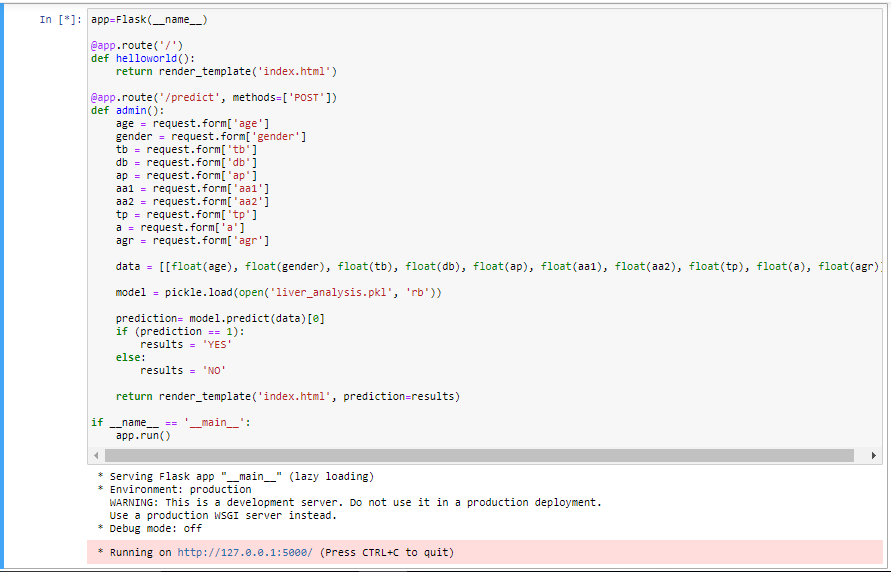 In [*]: app=Flask(__name__)
@app.route('/')
def helloworld():
    return render_template('index.html')
@app.route('/predict', methods=['POST'])
def admin():
    age = request.form['age']
    gender = request.form['gender']
    tb = request.form['tb']
    db = request.form['db']
    ap = request.form['ap']
    aa1 = request.form['aa1']
    aa2 = request.form['aa2']
    tp = request.form['tp']
    a = request.form['a']
    agr = request.form['agr']
    data = [[float(age), float(gender), float(tb), float(db), float(ap), float(aa1), float(aa2), float(tp), float(a), float(agr)]
    model = pickle.load(open('liver_analysis.pkl', 'rb'))
    prediction= model.predict(data)[0]
    if (prediction == 1):
        results = 'YES'
    else:
        results = 'NO'
    return render_template('index.html', prediction=results)
if __name__ == '__main__':
    app.run()
* Serving Flask app "__main__" (lazy loading)
* Environment: production
  WARNING: This is a development server. Do not use it in a production deployment.
  Use a production WSGI server instead.
* Debug mode: off
* Running on http://127.0.0.1:5000/ (Press CTRL+C to quit)